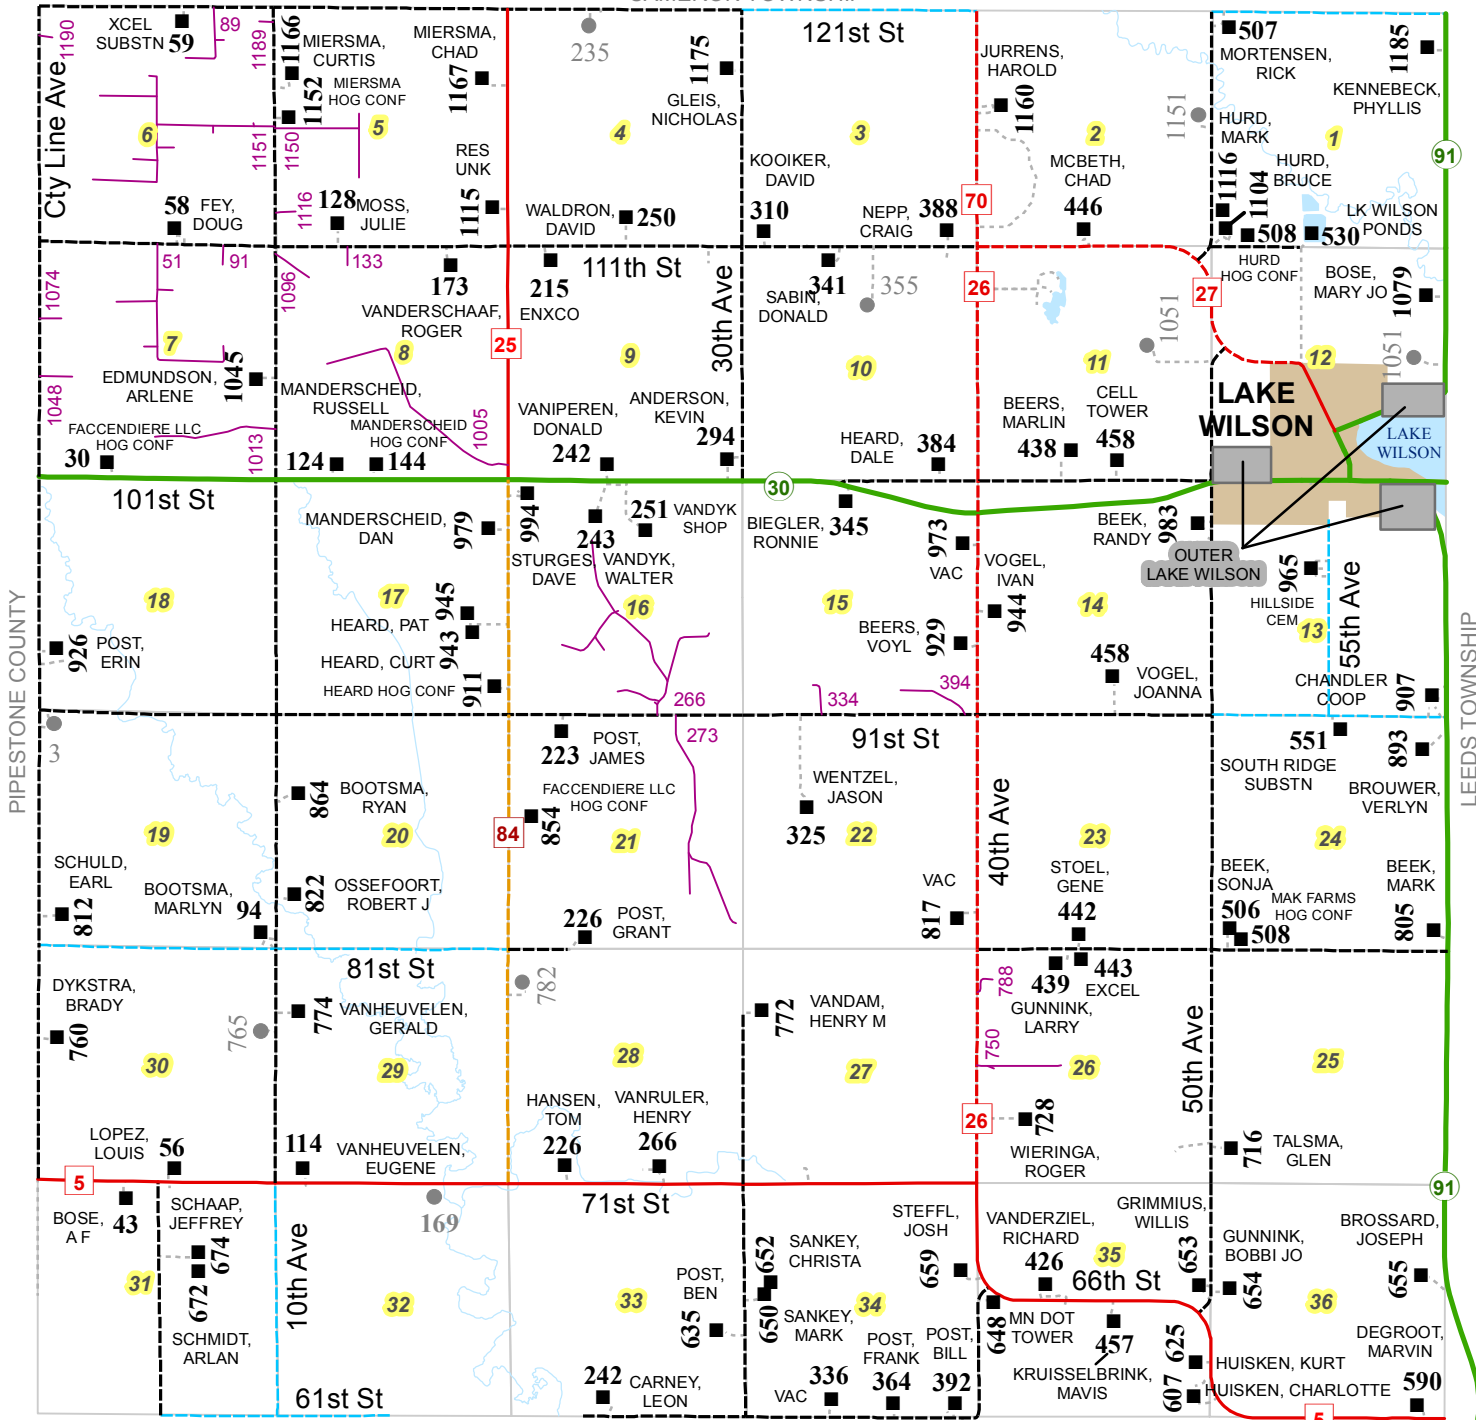 XCEL
SUBSTN
59
89
1190
1189
1166
MIERSMA,
CURTIS
1152
MIERSMA
HOG CONF
MIERSMA,
CHAD
1167
235
1175
GLEIS,
NICHOLAS
121st St
JURRENS,
HAROLD
1160
1151
507
MORTENSEN,
RICK
1185
KENNEBECK,
PHYLLIS
Cty Line Ave
6
1151
1150
5
4
3
2
1
91
HURD,
MARK
1116
1104
HURD,
BRUCE
RES
UNK
1115
58
FEY,
DOUG
1116
128
MOSS,
JULIE
WALDRON,
DAVID
250
KOOIKER,
DAVID
310
NEPP,
CRAIG
388
70
MCBETH,
CHAD
446
508
530
LK WILSON
PONDS
HURD
HOG CONF
51
91
1074
1096
133
173
VANDERSCHAAF,
ROGER
215
ENXCO
111th St
30th Ave
341
SABIN,
DONALD
355
26
27
BOSE,
MARY JO
1079
1051
1051
7
8
25
9
10
11
12
EDMUNDSON,
ARLENE
1045
1048
MANDERSCHEID,
RUSSELL
MANDERSCHEID
HOG CONF
1005
FACCENDIERE LLC
HOG CONF
30
1013
124
144
VANIPEREN,
DONALD
242
ANDERSON,
KEVIN
294
HEARD,
DALE
384
BEERS,
MARLIN
438
CELL
TOWER
458
LAKE
WILSON
LAKE
WILSON
30
101st St
MANDERSCHEID,
DAN
979
994
243
251
VANDYK
SHOP
STURGES,
DAVE
VANDYK,
WALTER
BIEGLER,
RONNIE
345
973
VAC
BEEK,
RANDY
983
OUTER
LAKE WILSON
VOGEL,
IVAN
944
965
HILLSIDE
CEM
55th Ave
18
17
16
15
14
13
PIPESTONE COUNTY
LEEDS TOWNSHIP
926
POST,
ERIN
945
HEARD, PAT
943
HEARD, CURT
HEARD HOG CONF
911
BEERS,
VOYL
929
458
VOGEL,
JOANNA
CHANDLER
COOP
907
266
334
394
3
223
POST,
JAMES
273
91st St
551
SOUTH RIDGE
SUBSTN
893
BROUWER,
VERLYN
864
BOOTSMA,
RYAN
FACCENDIERE LLC
HOG CONF
854
WENTZEL,
JASON
325
40th Ave
19
20
84
21
22
23
24
SCHULD,
EARL
812
BOOTSMA,
MARLYN
94
822
OSSEFOORT,
ROBERT J
226
POST,
GRANT
VAC
817
STOEL,
GENE
442
BEEK,
SONJA
506
MAK FARMS
HOG CONF
508
BEEK,
MARK
805
81st St
DYKSTRA,
BRADY
760
765
774
VANHEUVELEN,
GERALD
782
772
VANDAM,
HENRY M
788
439
443
EXCEL
GUNNINK,
LARRY
750
50th Ave
30
29
28
27
26
25
LOPEZ,
LOUIS
56
114
VANHEUVELEN,
EUGENE
HANSEN,
TOM
226
VANRULER,
HENRY
266
26
728
WIERINGA,
ROGER
716
TALSMA,
GLEN
5
71st St
91
BOSE,
A F
43
SCHAAP,
JEFFREY
674
672
SCHMIDT,
ARLAN
10th Ave
169
STEFFL,
JOSH
659
VANDERZIEL,
RICHARD
426
GRIMMIUS,
WILLIS
653
GUNNINK,
BOBBI JO
654
BROSSARD,
JOSEPH
655
SANKEY,
CHRISTA
652
650
SANKEY,
MARK
POST,
BEN
635
31
32
33
34
35
36
66th St
648
MN DOT
TOWER
457
KRUISSELBRINK,
MAVIS
625
HUISKEN, KURT
607
HUISKEN, CHARLOTTE
DEGROOT,
MARVIN
590
61st St
242
CARNEY,
LEON
VAC
336
POST,
FRANK
364
POST,
BILL
392
5